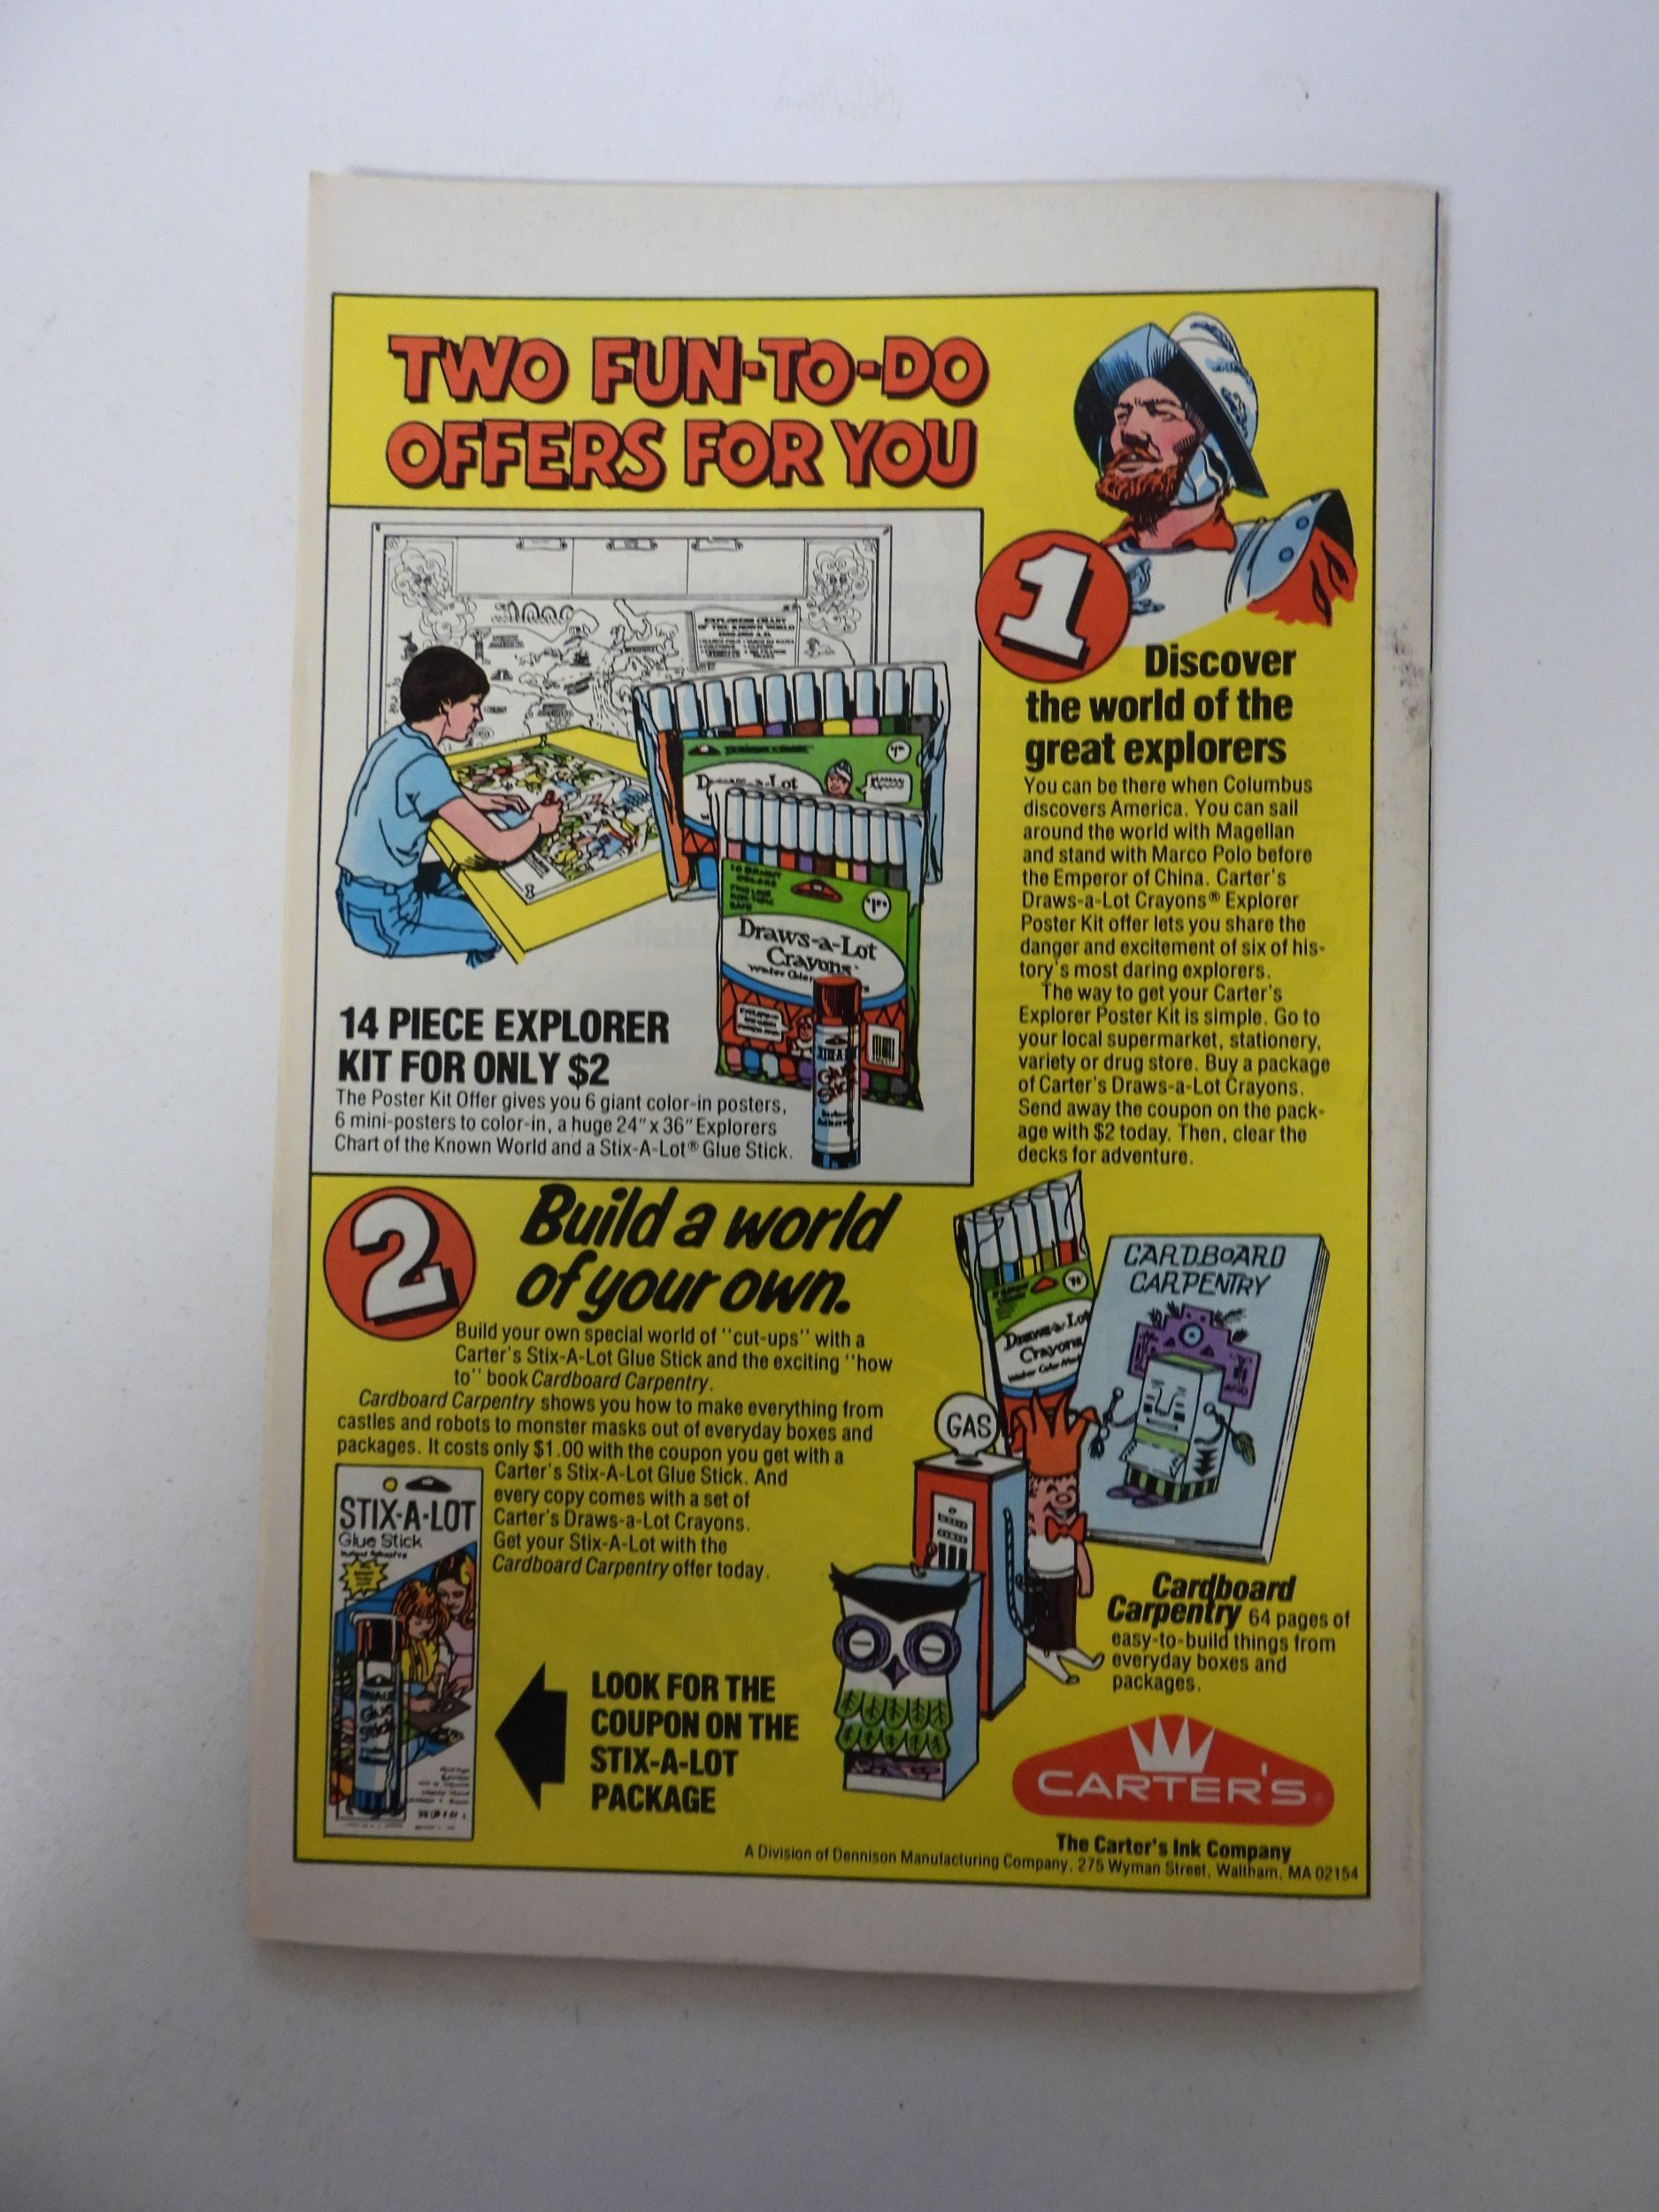 TWO FUN-TO-DO
OFFERS FOR YOU
1
Discover
the world of the
great explorers
You can be there when Columbus
discovers America. You can sail
around the world with Magellan
and stand with Marco Polo before
the Emperor of China. Carter's
Draws-a-Lot Crayons® Explorer
Poster Kit offer lets you share the
danger and excitement of six of his-
tory's most daring explorers.
The way to get your Carter's
Explorer Poster Kit is simple. Go to
your local supermarket, stationery,
variety or drug store. Buy a package
of Carter's Draws-a-Lot Crayons.
Send away the coupon on the pack-
age with $2 today. Then, clear the
decks for adventure.
EXPLORERS CHART
OF THE KNOWN WORLD
Draws-a-Lot
Crayons
Glue
Stick
14 PIECE EXPLORER
KIT FOR ONLY $2
The Poster Kit Offer gives you 6 giant color-in posters,
6 mini-posters to color-in, a huge 24" x 36" Explorers
Chart of the Known World and a Stix-A-Lot® Glue Stick.
2
Build a world
of your own.
Build your own special world of "cut-ups" with a
Carter's Stix-A-Lot Glue Stick and the exciting "how
to" book Cardboard Carpentry.
Cardboard Carpentry shows you how to make everything from
castles and robots to monster masks out of everyday boxes and
packages. It costs only $1.00 with the coupon you get with a
Carter's Stix-A-Lot Glue Stick. And
every copy comes with a set of
Carter's Draws-a-Lot Crayons.
Get your Stix-A-Lot with the
Cardboard Carpentry offer today.
STIX-A-LOT
Glue Stick
LOOK FOR THE
COUPON ON THE
STIX-A-LOT
PACKAGE
Draws-a-Lot
Crayons
CARDBOARD
CARPENTRY
GAS
Cardboard
Carpentry 64 pages of
easy-to-build things from
everyday boxes and
packages.
CARTER'S
The Carter's Ink Company
A Division of Dennison Manufacturing Company, 275 Wyman Street, Waltham, MA 02154